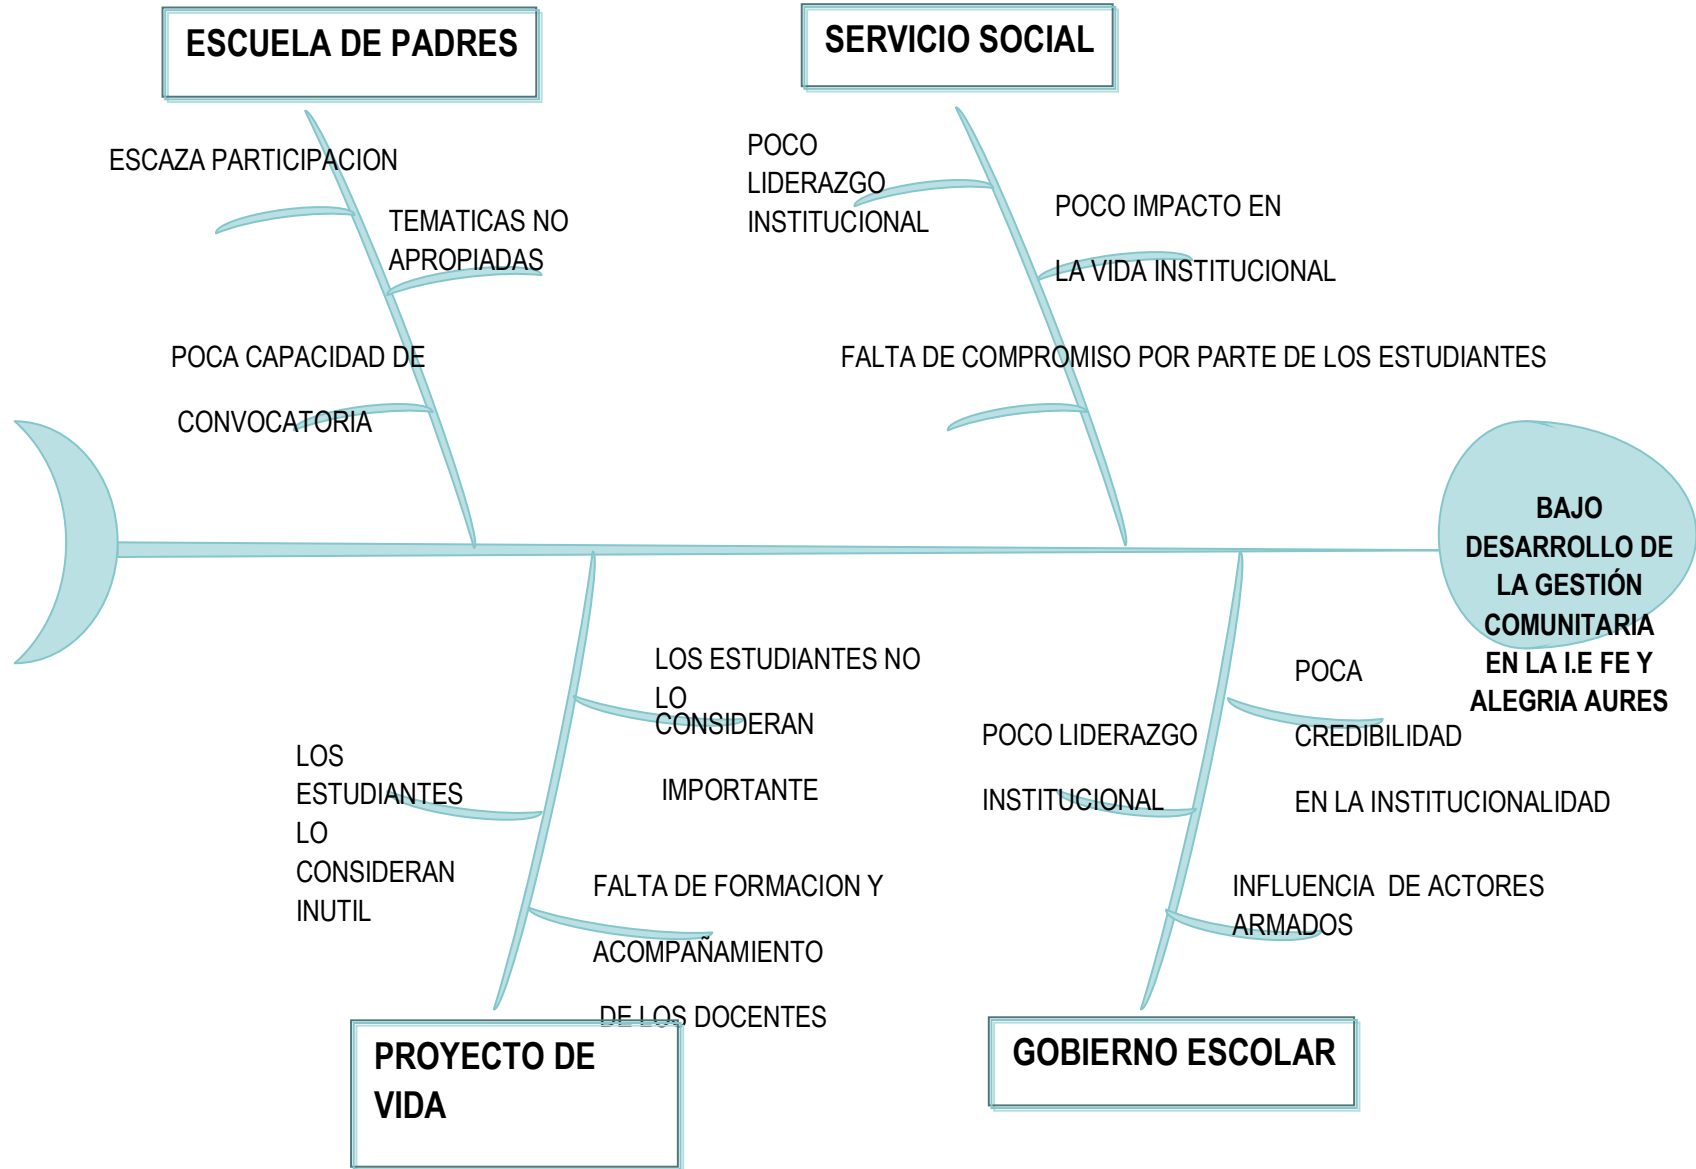 ESCUELA DE PADRES
SERVICIO SOCIAL
ESCAZA PARTICIPACION
TEMATICAS NO
APROPIADAS
POCA CAPACIDAD DE
CONVOCATORIA
POCO
LIDERAZGO
INSTITUCIONAL
POCO IMPACTO EN
LA VIDA INSTITUCIONAL
FALTA DE COMPROMISO POR PARTE DE LOS ESTUDIANTES
BAJO
DESARROLLO DE
LA GESTIÓN
COMUNITARIA
EN LA I.E FE Y
ALEGRIA AURES
LOS ESTUDIANTES NO
LO
CONSIDERAN
IMPORTANTE
LOS
ESTUDIANTES
LO
CONSIDERAN
INUTIL
FALTA DE FORMACION Y
ACOMPAÑAMIENTO
DE LOS DOCENTES
POCO LIDERAZGO
INSTITUCIONAL
POCA
CREDIBILIDAD
EN LA INSTITUCIONALIDAD
INFLUENCIA  DE ACTORES
ARMADOS
PROYECTO DE
VIDA
GOBIERNO ESCOLAR